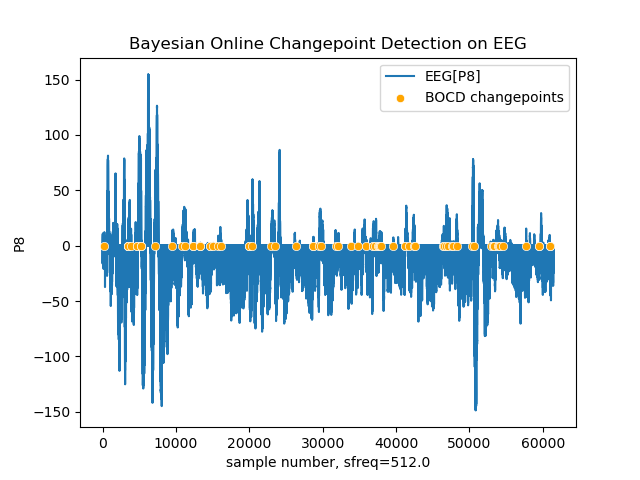 Bayesian Online Changepoint Detection on EEG
EEG[P8]
BOCD changepoints
150
100
50
0
−50
−100
−150
P8
0
10000
20000
30000
40000
50000
60000
sample number, sfreq=512.0